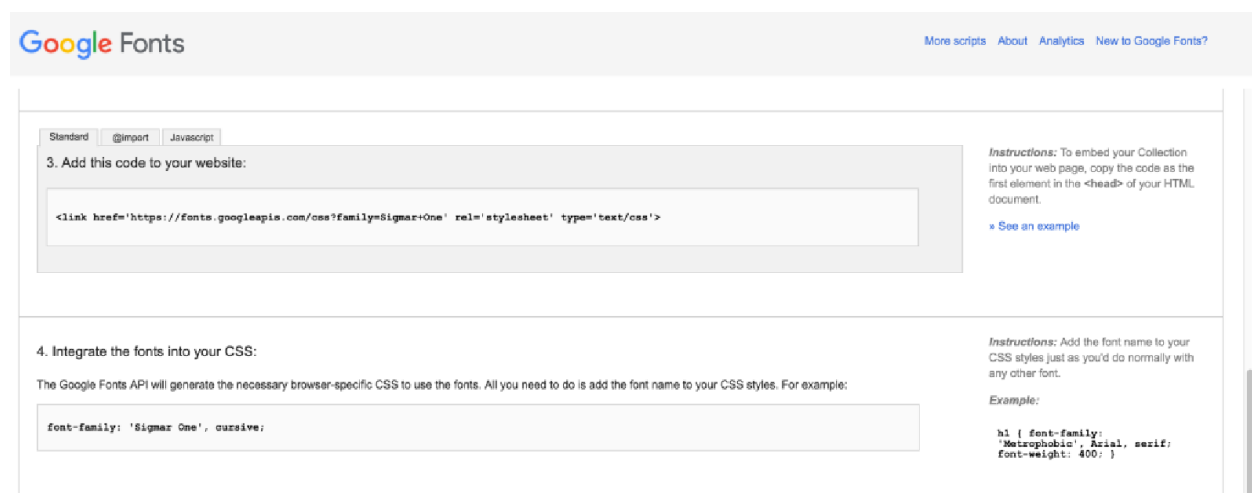 Google Fonts
More scripts About Analytics New to Google Fonts?
Standard @import Javascript
3. Add this code to your website:
<link href='https://fonts.googleapis.com/css?family=Sigmar+One' rel='stylesheet' type='text/css'>
Instructions: To embed your Collection
into your web page, copy the code as the
first element in the <head> of your HTML
document.
» See an example
4. Integrate the fonts into your CSS:
The Google Fonts API will generate the necessary browser-specific CSS to use the fonts. All you need to do is add the font name to your CSS styles. For example:
font-family: 'Sigmar One', cursive;
Instructions: Add the font name to your
CSS styles just as you'd do normally with
any other font.
Example:
h1 { font-family:
'Metrophobic', Arial, serif;
font-weight: 400; }